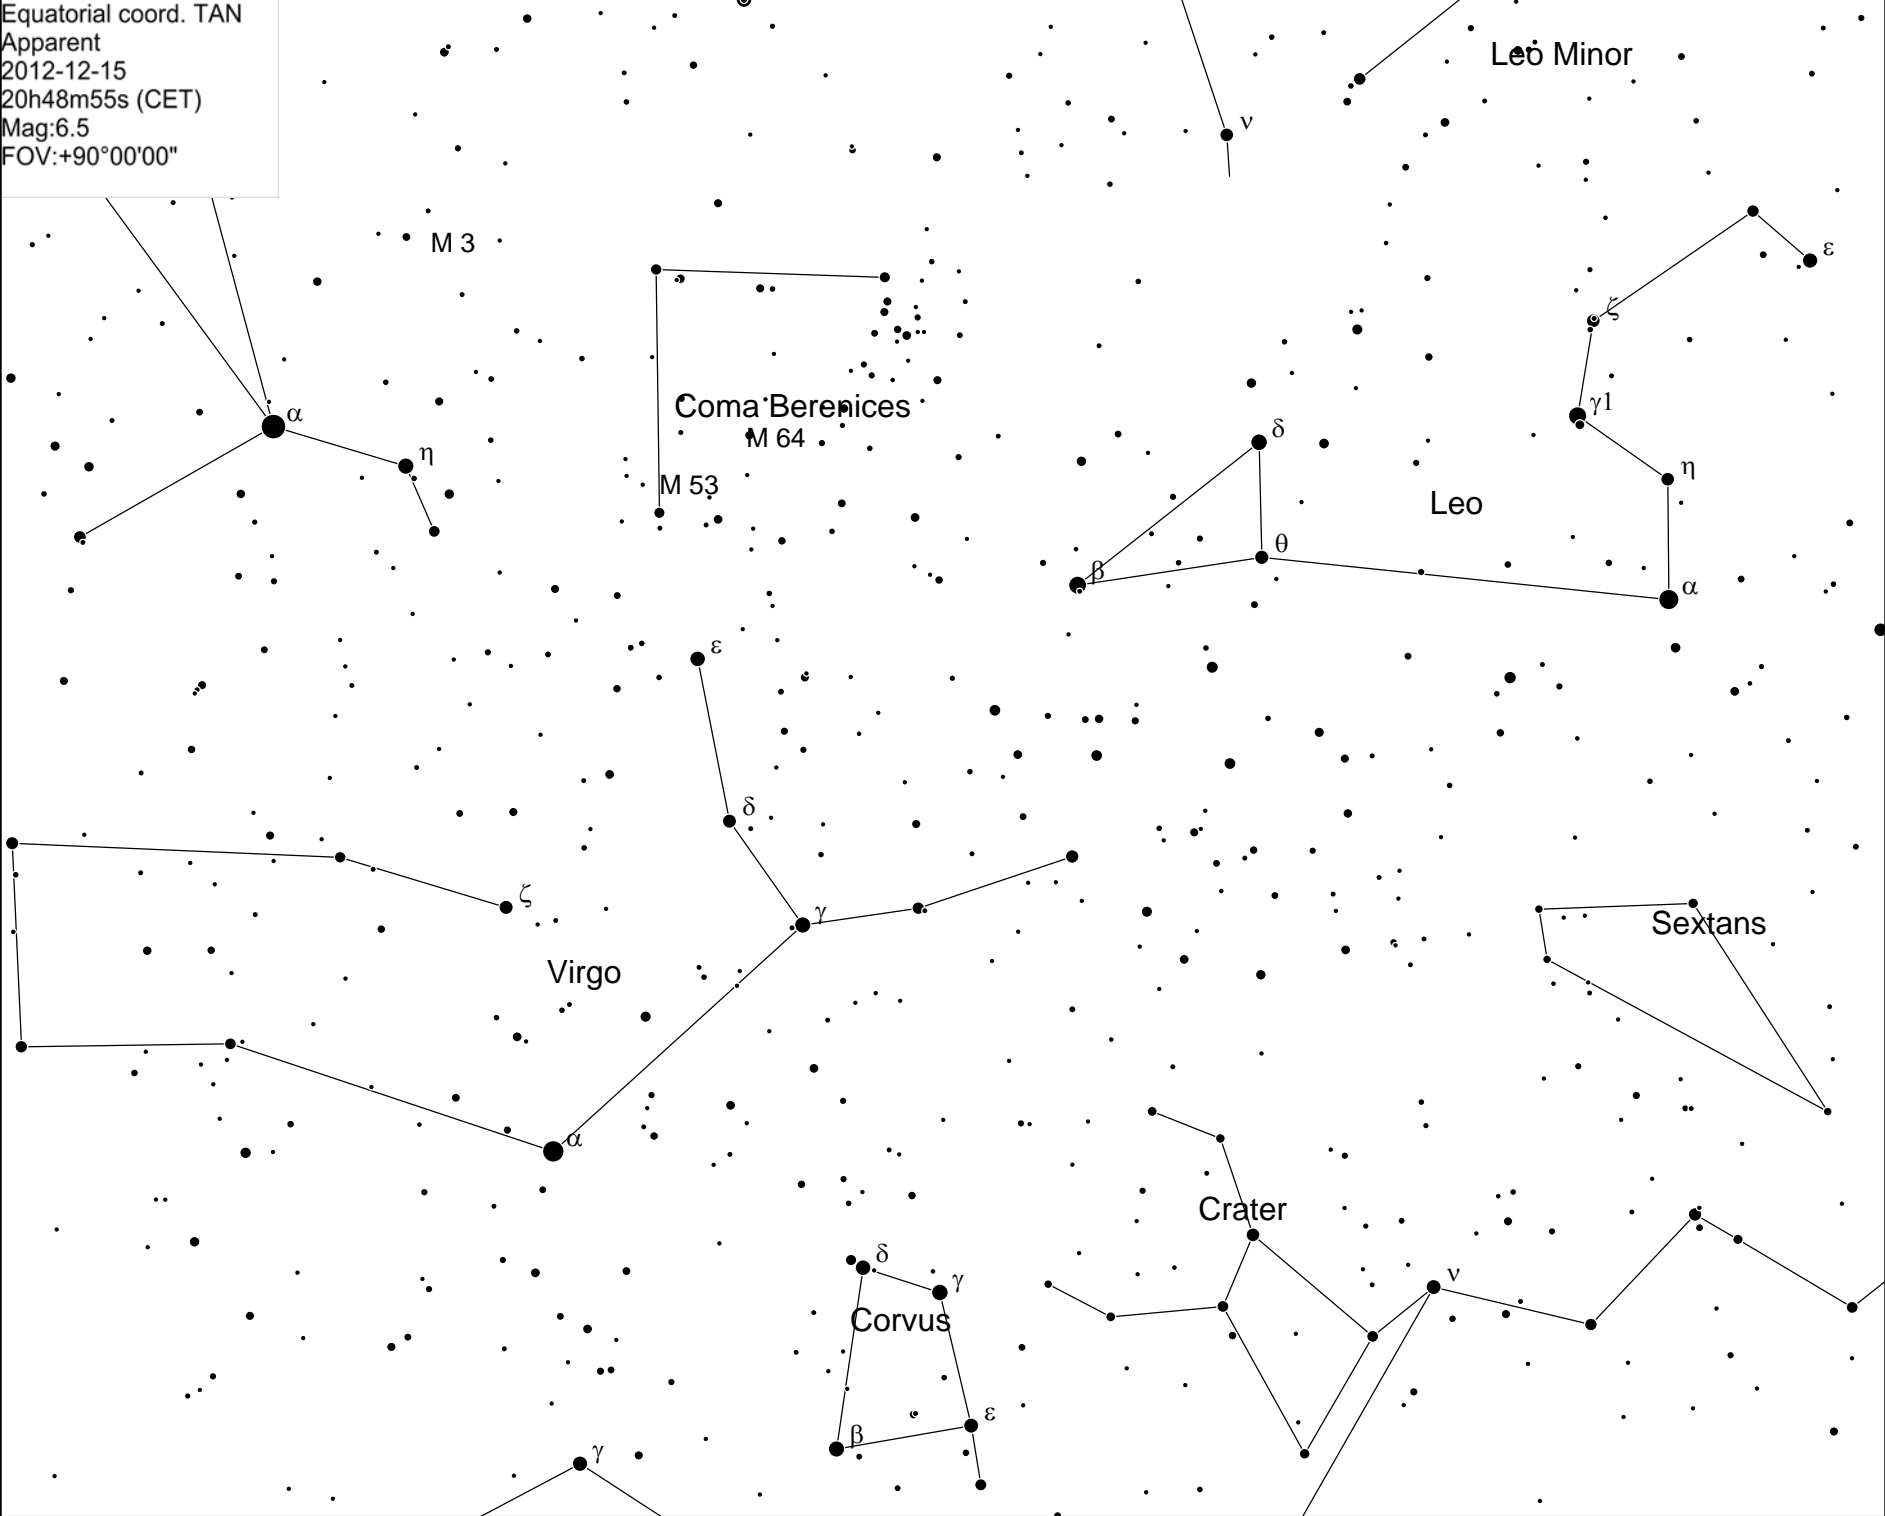 Equatorial coord. TAN
Apparent
2012-12-15
20h48m55s (CET)
Mag:6.5
FOV:+90°00'00"
Leo Minor
ν
M 3
ε
ζ
Coma Berenices
γ1
α
M 64
δ
η
η
M 53
Leo
θ
β
α
ε
δ
ζ
γ
Sextans
Virgo
α
Crater
δ
γ
ν
Corvus
ε
β
γ